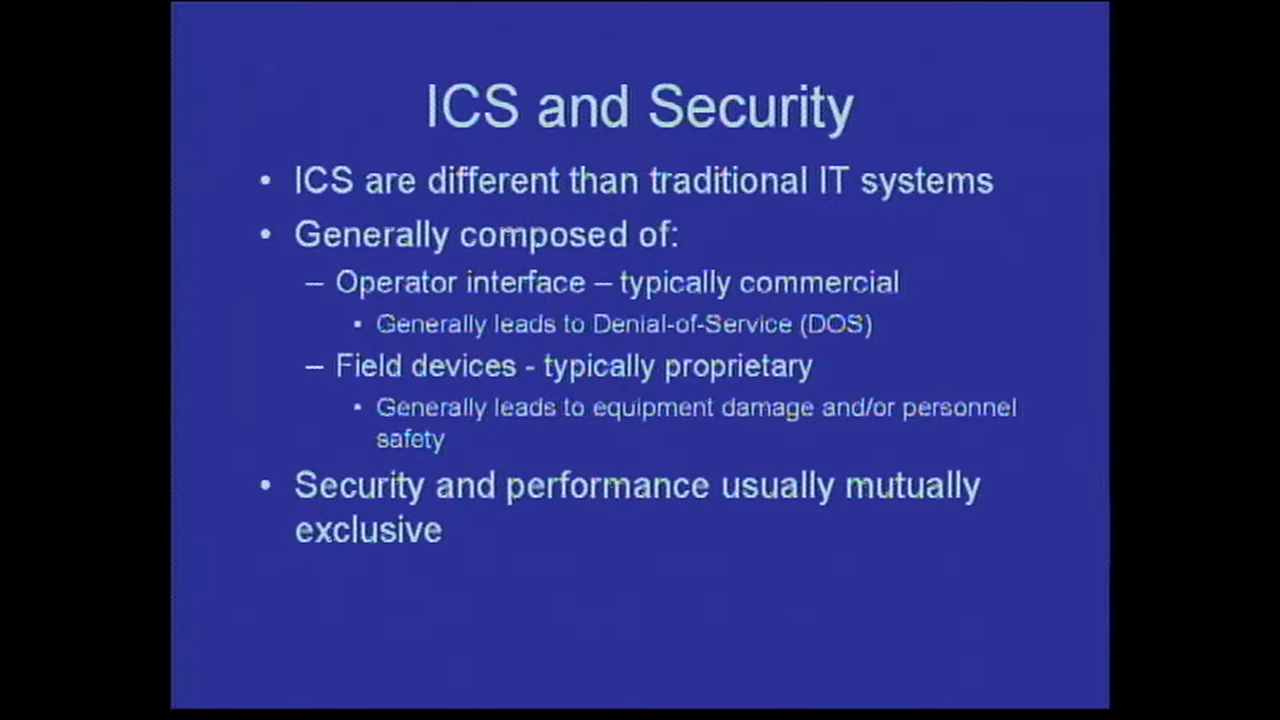 ICS and Security
• ICS are different than traditional IT systems
• Generally composed of:
– Operator interface – typically commercial
• Generally leads to Denial-of-Service (DOS)
– Field devices - typically proprietary
• Generally leads to equipment damage and/or personnel
safety
• Security and performance usually mutually
exclusive